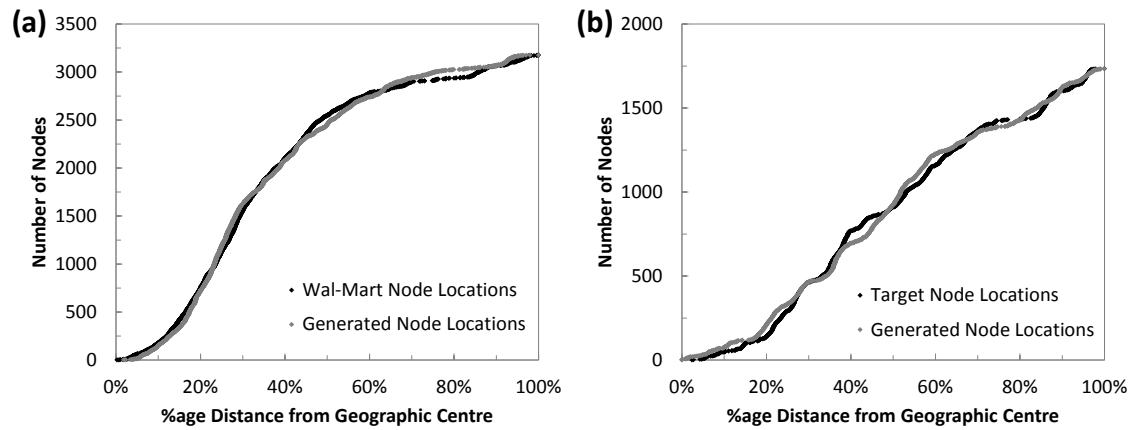 (a)
3500
3000
2500
2000
1500
1000
500
0
Number of Nodes
Wal-Mart Node Locations
Generated Node Locations
0% 20% 40% 60% 80% 100%
%age Distance from Geographic Centre
(b)
2000
1500
1000
500
0
Number of Nodes
Target Node Locations
Generated Node Locations
0% 20% 40% 60% 80% 100%
%age Distance from Geographic Centre